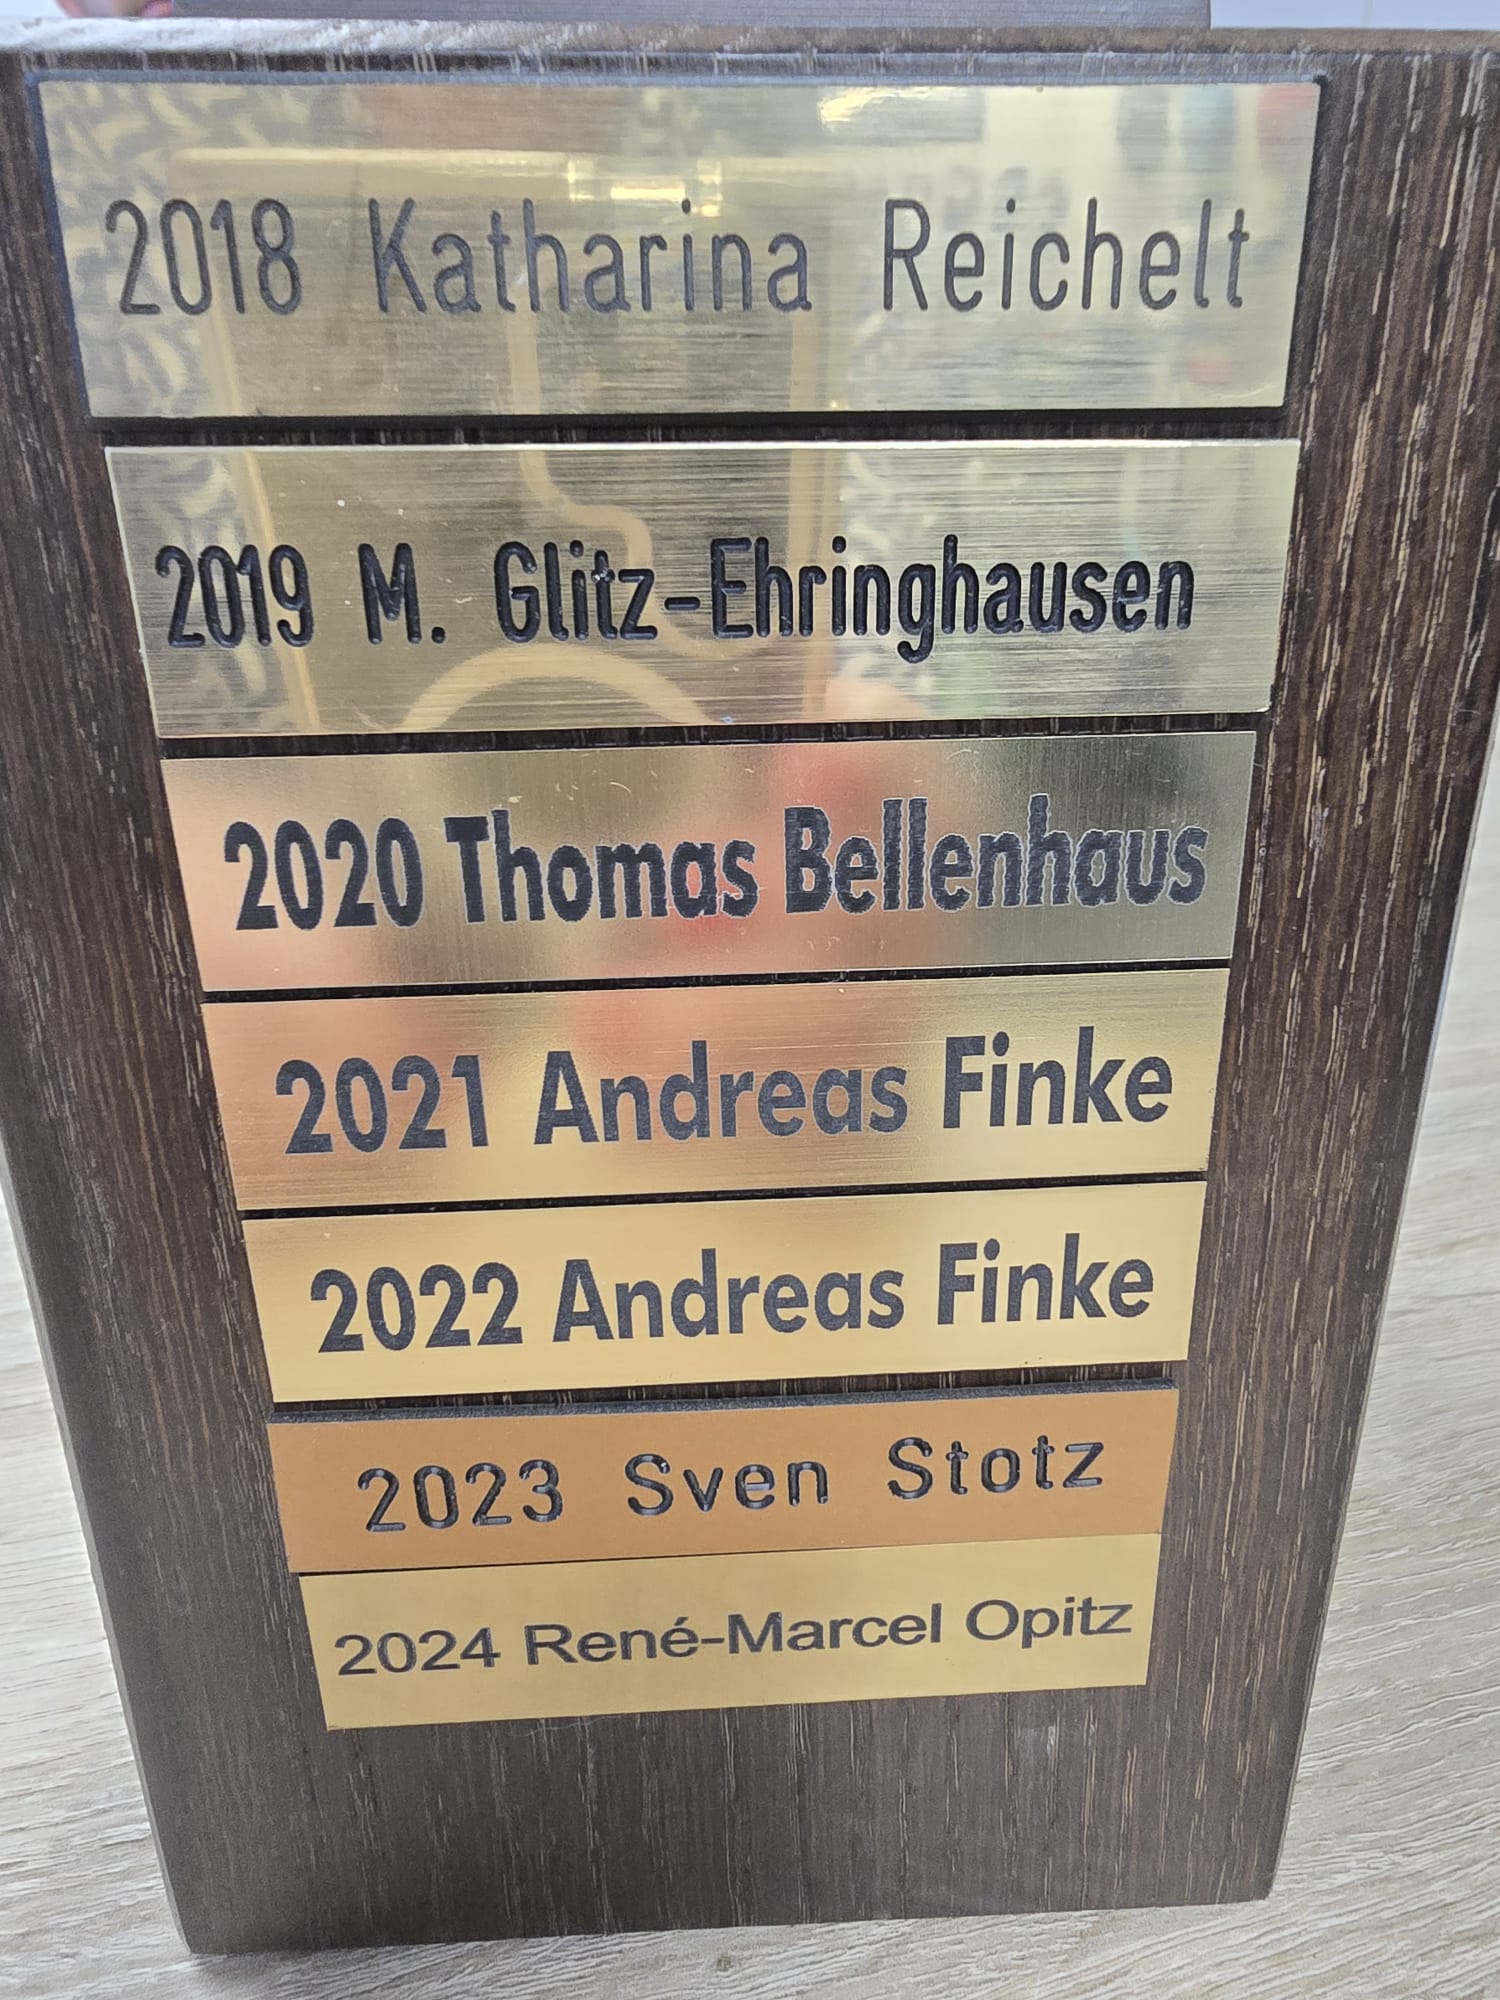 2018 Katharina Reichelt
2019 M. Glitz-Ehringhausen
2020 Thomas Bellenhaus
2021 Andreas Finke
2022 Andreas Finke
2023 Sven Stotz
2024 René-Marcel Opitz